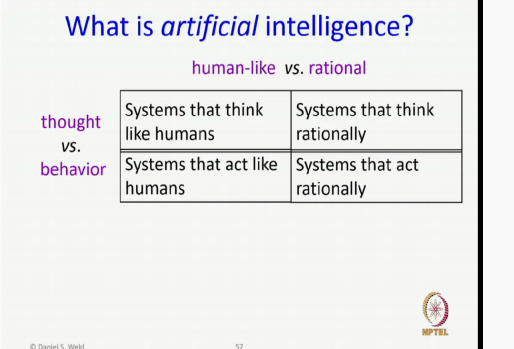 What is artificial intelligence?
human-like vs. rational
thought
vs.
behavior
Systems that think
like humans
Systems that think
rationally
Systems that act like
humans
Systems that act
rationally
NPTEL
© Daniel S. Weld
57